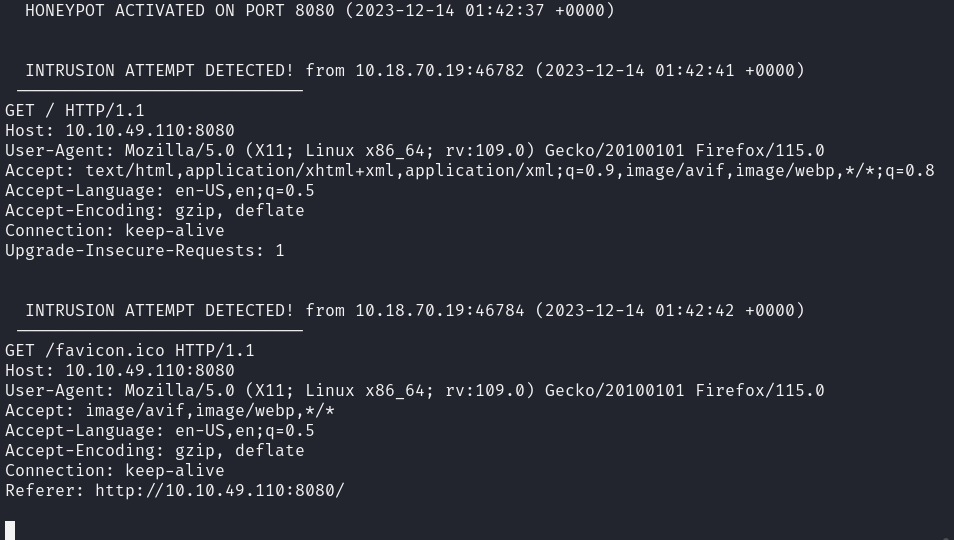 HONEYPOT ACTIVATED ON PORT 8080 (2023-12-14 01:42:37 +0000)
INTRUSION ATTEMPT DETECTED! from 10.18.70.19:46782 (2023-12-14 01:42:41 +0000)
GET / HTTP/1.1
Host: 10.10.49.110:8080
User-Agent: Mozilla/5.0 (X11; Linux x86_64; rv:109.0) Gecko/20100101 Firefox/115.0
Accept: text/html,application/xhtml+xml,application/xml;q=0.9,image/avif,image/webp,*/*;q=0.8
Accept-Language: en-US,en;q=0.5
Accept-Encoding: gzip, deflate
Connection: keep-alive
Upgrade-Insecure-Requests: 1
INTRUSION ATTEMPT DETECTED! from 10.18.70.19:46784 (2023-12-14 01:42:42 +0000)
GET /favicon.ico HTTP/1.1
Host: 10.10.49.110:8080
User-Agent: Mozilla/5.0 (X11; Linux x86_64; rv:109.0) Gecko/20100101 Firefox/115.0
Accept: image/avif,image/webp,*/*
Accept-Language: en-US,en;q=0.5
Accept-Encoding: gzip, deflate
Connection: keep-alive
Referer: http://10.10.49.110:8080/